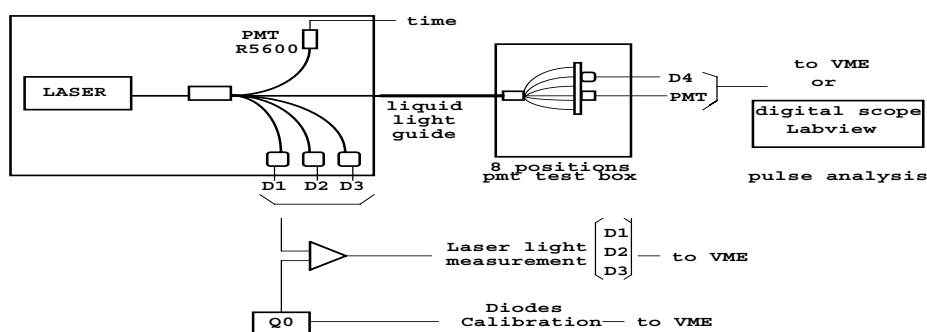 time
PMT
R5600
LASER
liquid
light
guide
D1 D2 D3
D4
PMT
8 positions
pmt test box
to VME
or
digital scope
Labview
pulse analysis
Laser light
measurement
D1
D2
D3
to VME
Q0
Diodes
Calibration
to VME